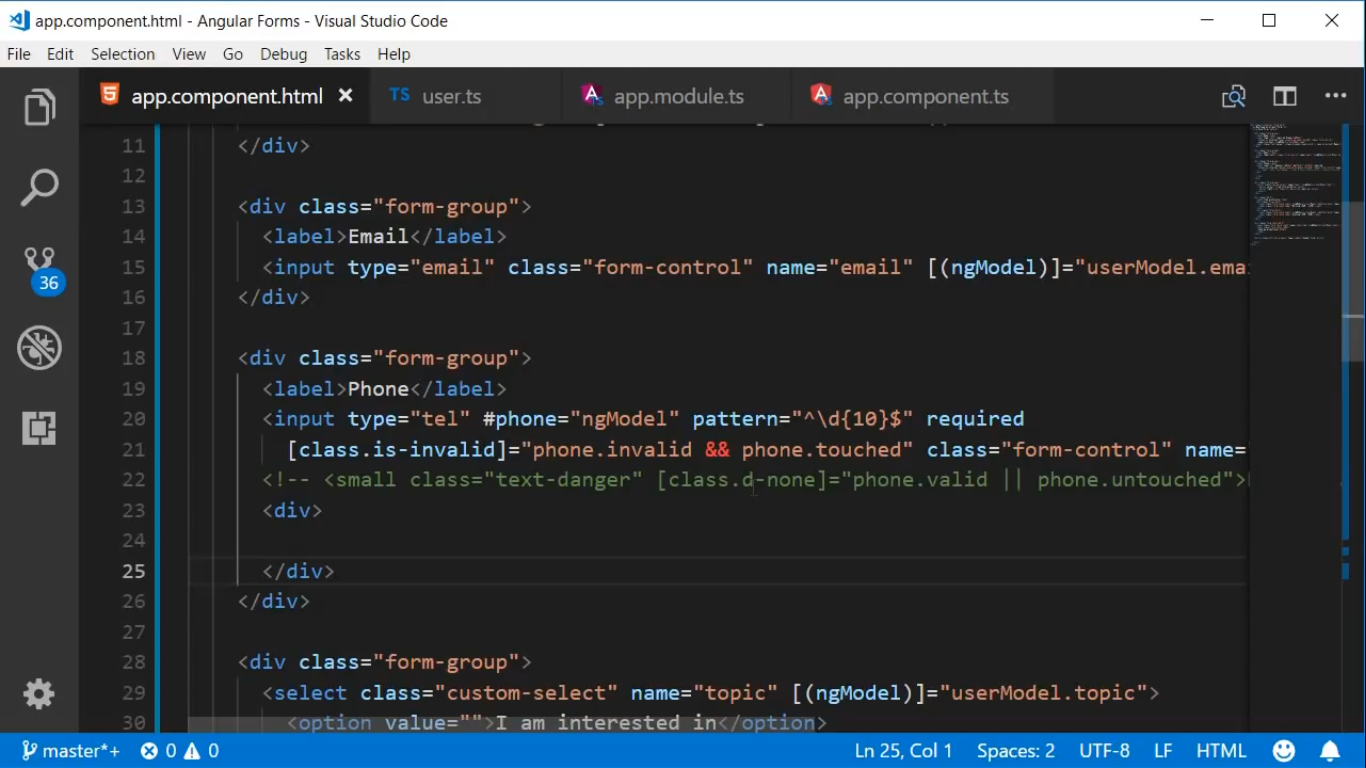 app.component.html - Angular Forms - Visual Studio Code
File Edit Selection View Go Debug Tasks Help
app.component.html TS user.ts app.module.ts app.component.ts
11 </div>
12
13 <div class="form-group">
14 <label>Email</label>
15 <input type="email" class="form-control" name="email" [(ngModel)]="userModel.emai
16 </div>
17
18 <div class="form-group">
19 <label>Phone</label>
20 <input type="tel" #phone="ngModel" pattern="^\d{10}$" required
21 [class.is-invalid]="phone.invalid && phone.touched" class="form-control" name=
22 <!-- <small class="text-danger" [class.d-none]="phone.valid || phone.untouched">
23 <div>
24
25 </div>
26 </div>
27
28 <div class="form-group">
29 <select class="custom-select" name="topic" [(ngModel)]="userModel.topic">
30 <option value="">I am interested in</option>
36
master*+ 0 0 Ln 25, Col 1 Spaces: 2 UTF-8 LF HTML